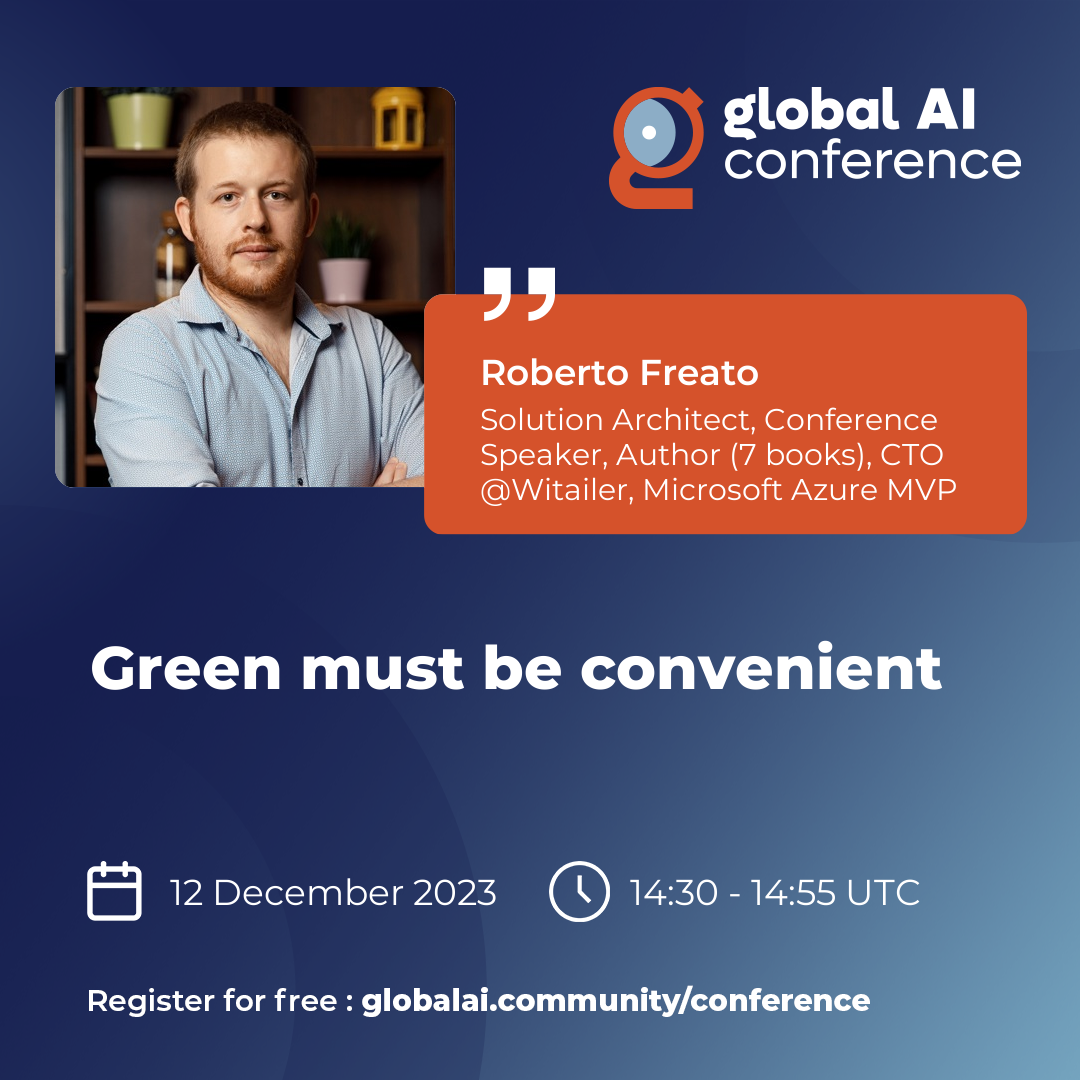 global AI
conference
Roberto Freato
Solution Architect, Conference
Speaker, Author (7 books), CTO
@Witailer, Microsoft Azure MVP
Green must be convenient
12 December 2023
14:30 - 14:55 UTC
Register for free : globalai.community/conference